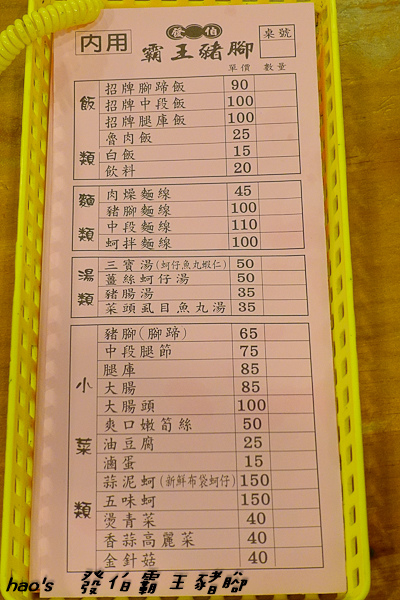 內用
發伯
霸王豬腳
桌號
單價 數量
飯類
招牌腳蹄飯 90
招牌中段飯 100
招牌腿庫飯 100
魯肉飯 25
白飯 15
飲料 20
麵類
肉燥麵線 45
豬腳麵線 100
中段麵線 110
蚵拌麵線 100
湯類
三寶湯(蚵仔魚丸蝦仁) 50
薑絲蚵仔湯 50
豬腸湯 35
菜頭虱目魚丸湯 35
小菜類
豬腳(腳蹄) 65
中段腿節 75
腿庫 85
大腸 85
大腸頭 100
爽口嫩筍絲 50
油豆腐 25
滷蛋 15
蒜泥蚵(新鮮布袋蚵仔) 150
五味蚵 150
燙青菜 40
香蒜高麗菜 40
金針菇 40
hao's 發伯霸王豬腳